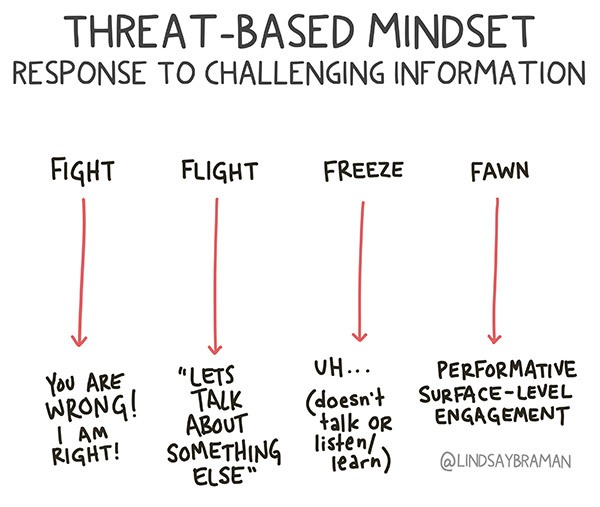 THREAT-BASED MINDSET
RESPONSE TO CHALLENGING INFORMATION
FIGHT
FLIGHT
FREEZE
FAWN
YOU ARE
WRONG!
I AM
RIGHT!
"LETS
TALK
ABOUT
SOMETHING
ELSE"
UH...
(doesn't
talk OR
listen/
learn)
PERFORMATIVE
SURFACE-LEVEL
ENGAGEMENT
@LINDSAYBRAMAN